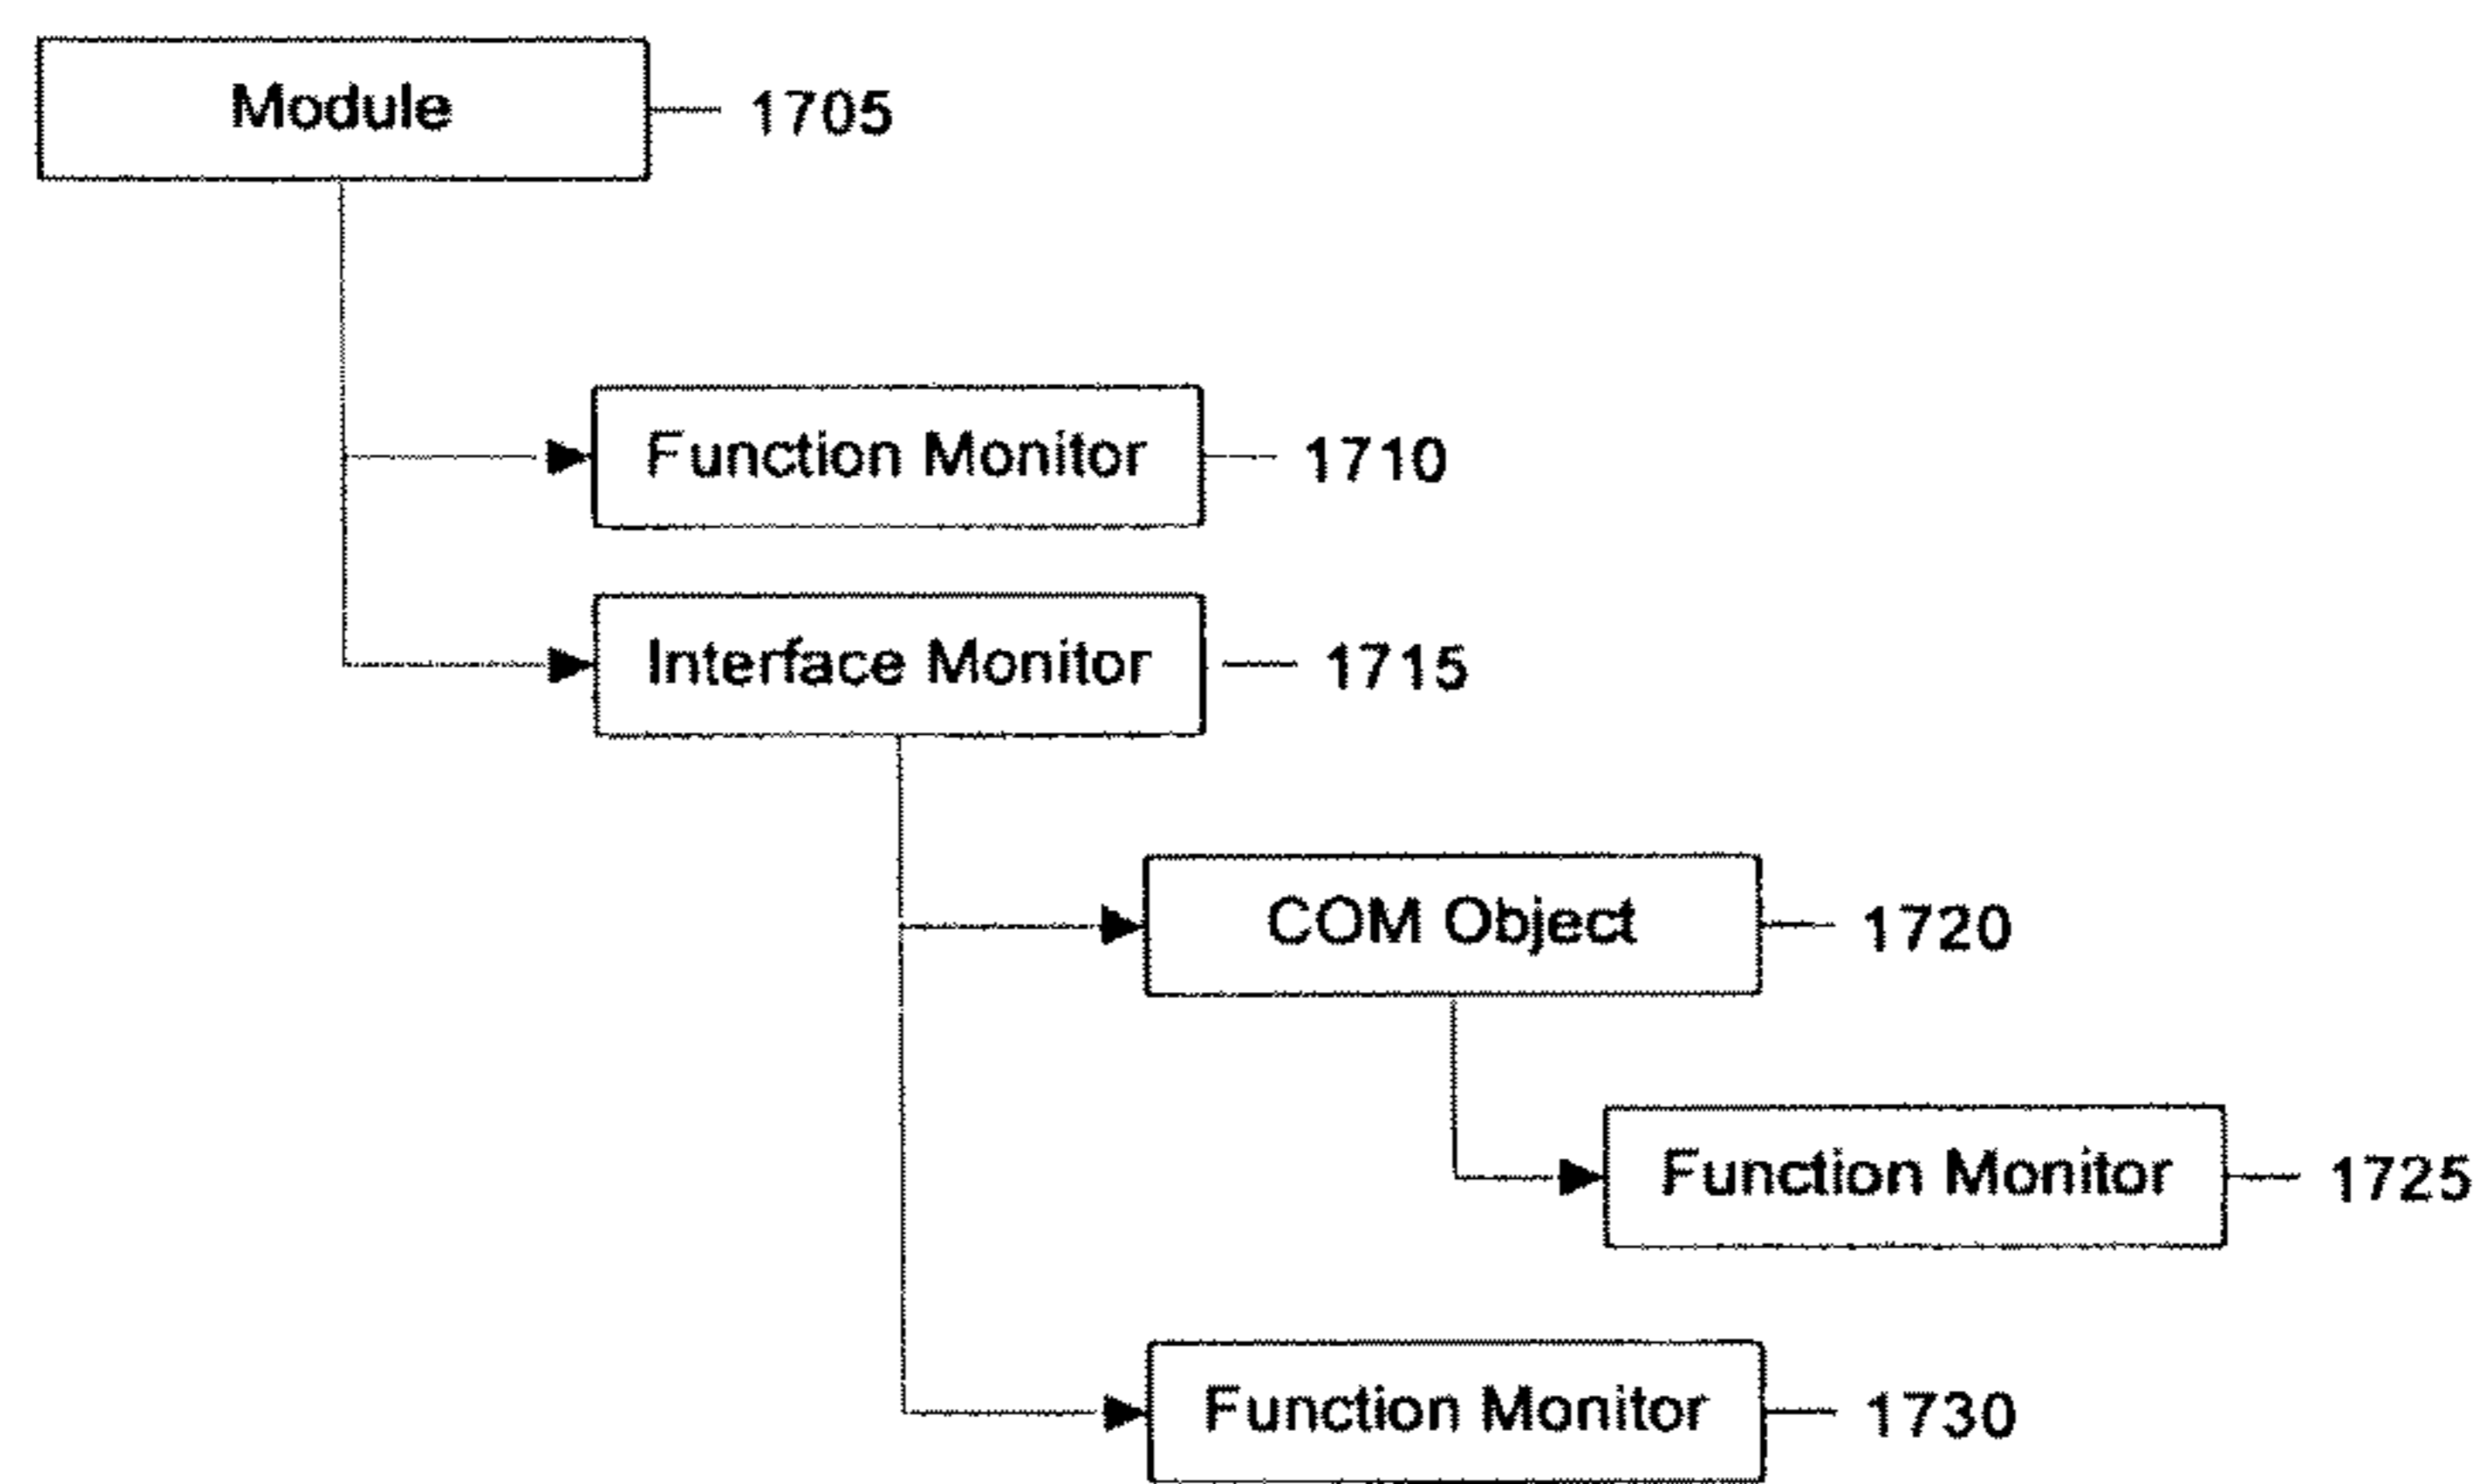 Module 1705
Function Monitor 1710
Interface Monitor 1715
COM Object 1720
Function Monitor 1725
Function Monitor 1730